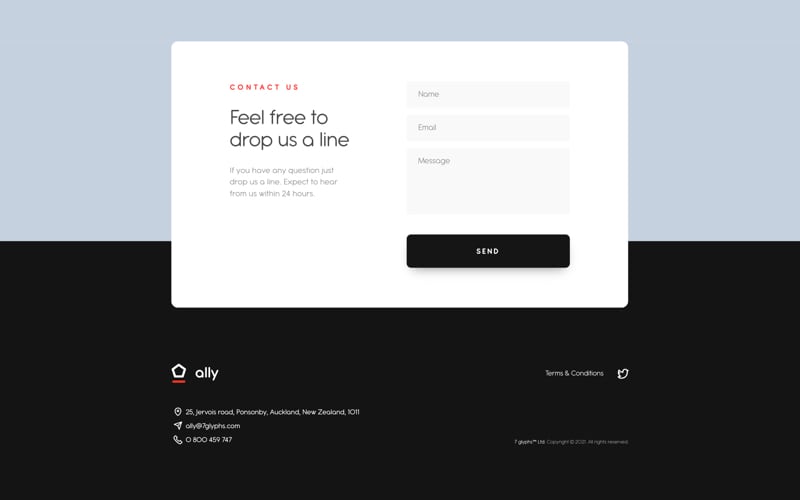 CONTACT US
Feel free to
drop us a line
If you have any question just
drop us a line. Expect to hear
from us within 24 hours.
Name
Email
Message
SEND
ally
Terms & Conditions
25, Jervois road, Ponsonby, Auckland, New Zealand, 1011
ally@7glyphs.com
0 800 459 747
7 glyphs™ Ltd. Copyright © 2021. All rights reserved.